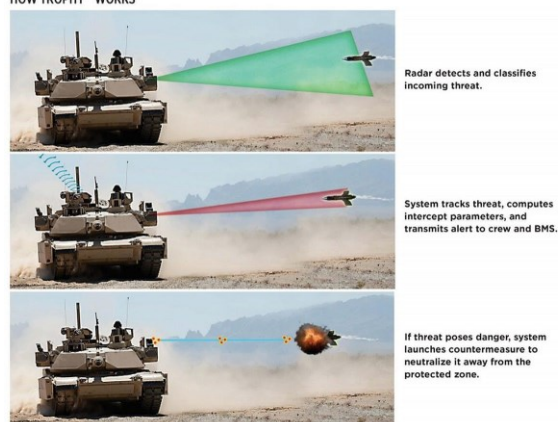 HOW TROPHY™ WORKS
Radar detects and classifies
incoming threat.
System tracks threat, computes
intercept parameters, and
transmits alert to crew and BMS.
If threat poses danger, system
launches countermeasure to
neutralize it away from the
protected zone.